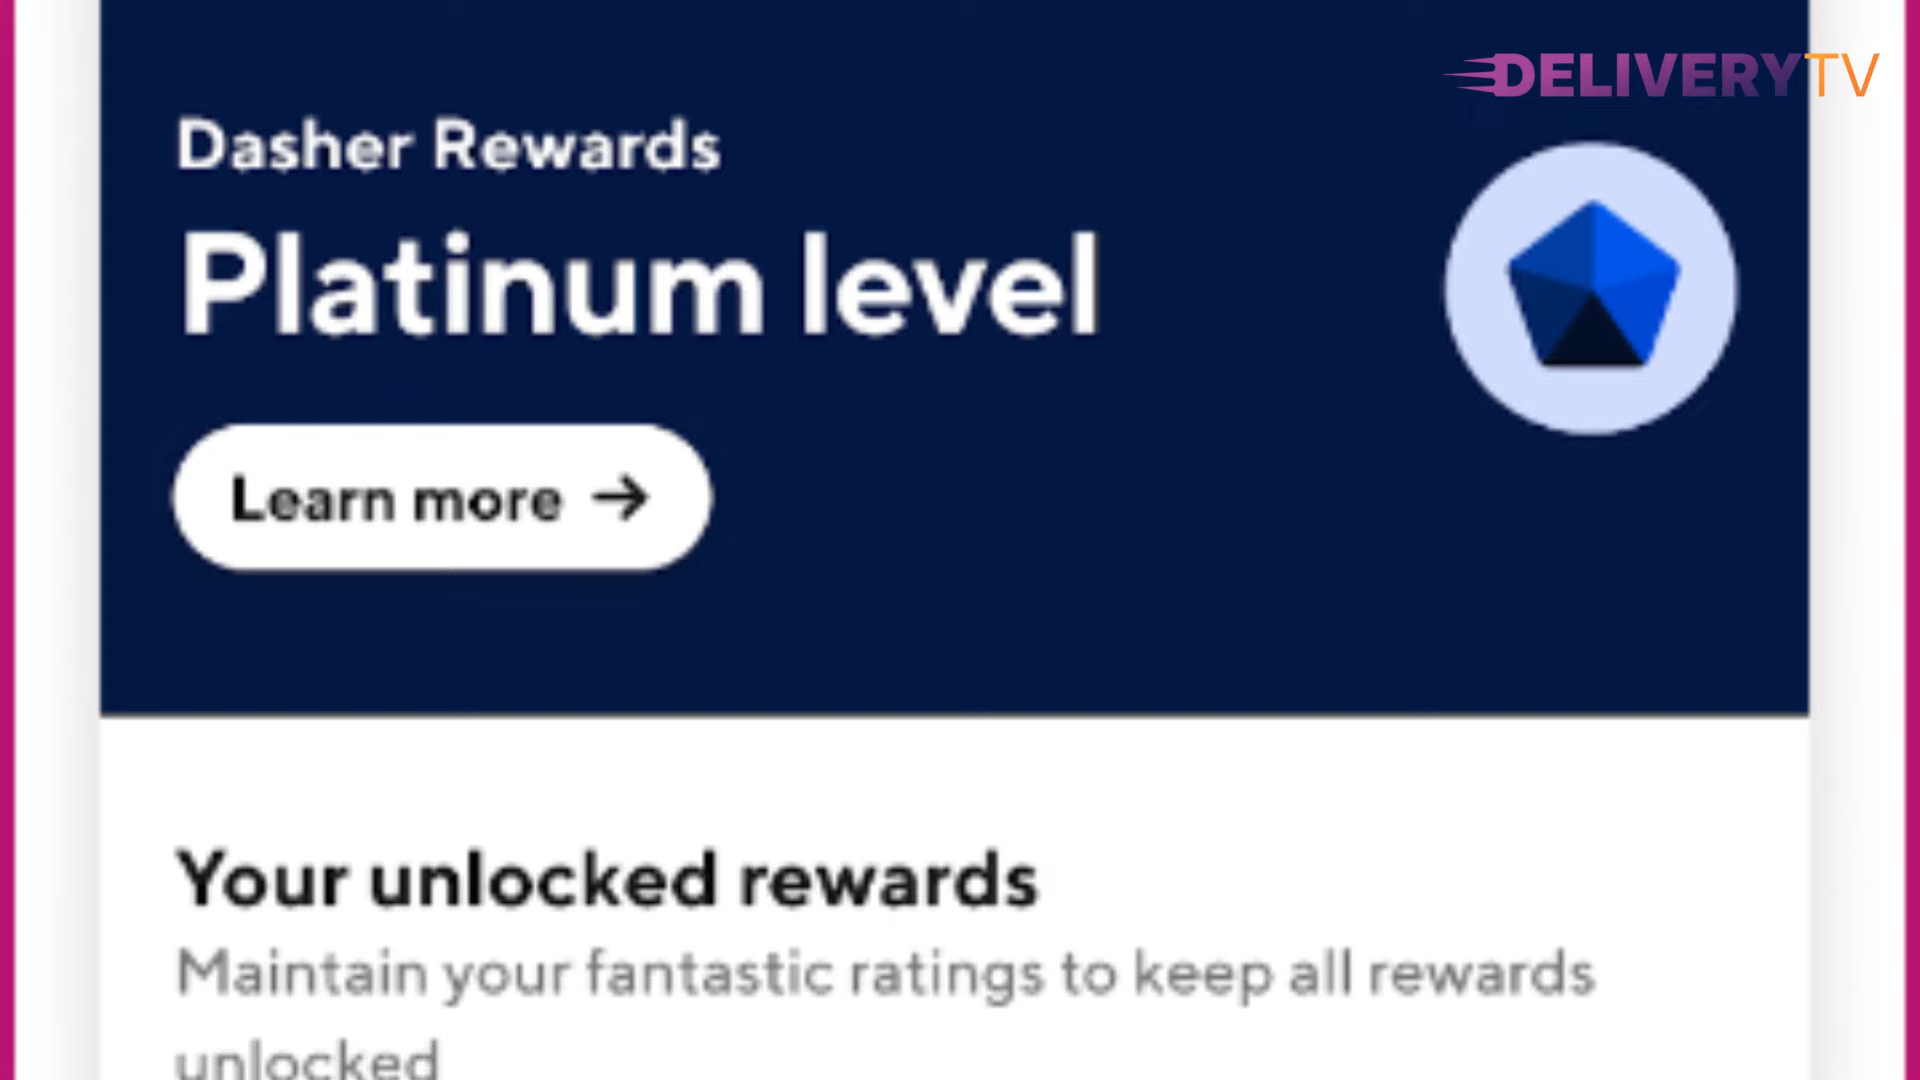 DELIVERYTV
Dasher Rewards
Platinum level
Learn more →
Your unlocked rewards
Maintain your fantastic ratings to keep all rewards
unlocked